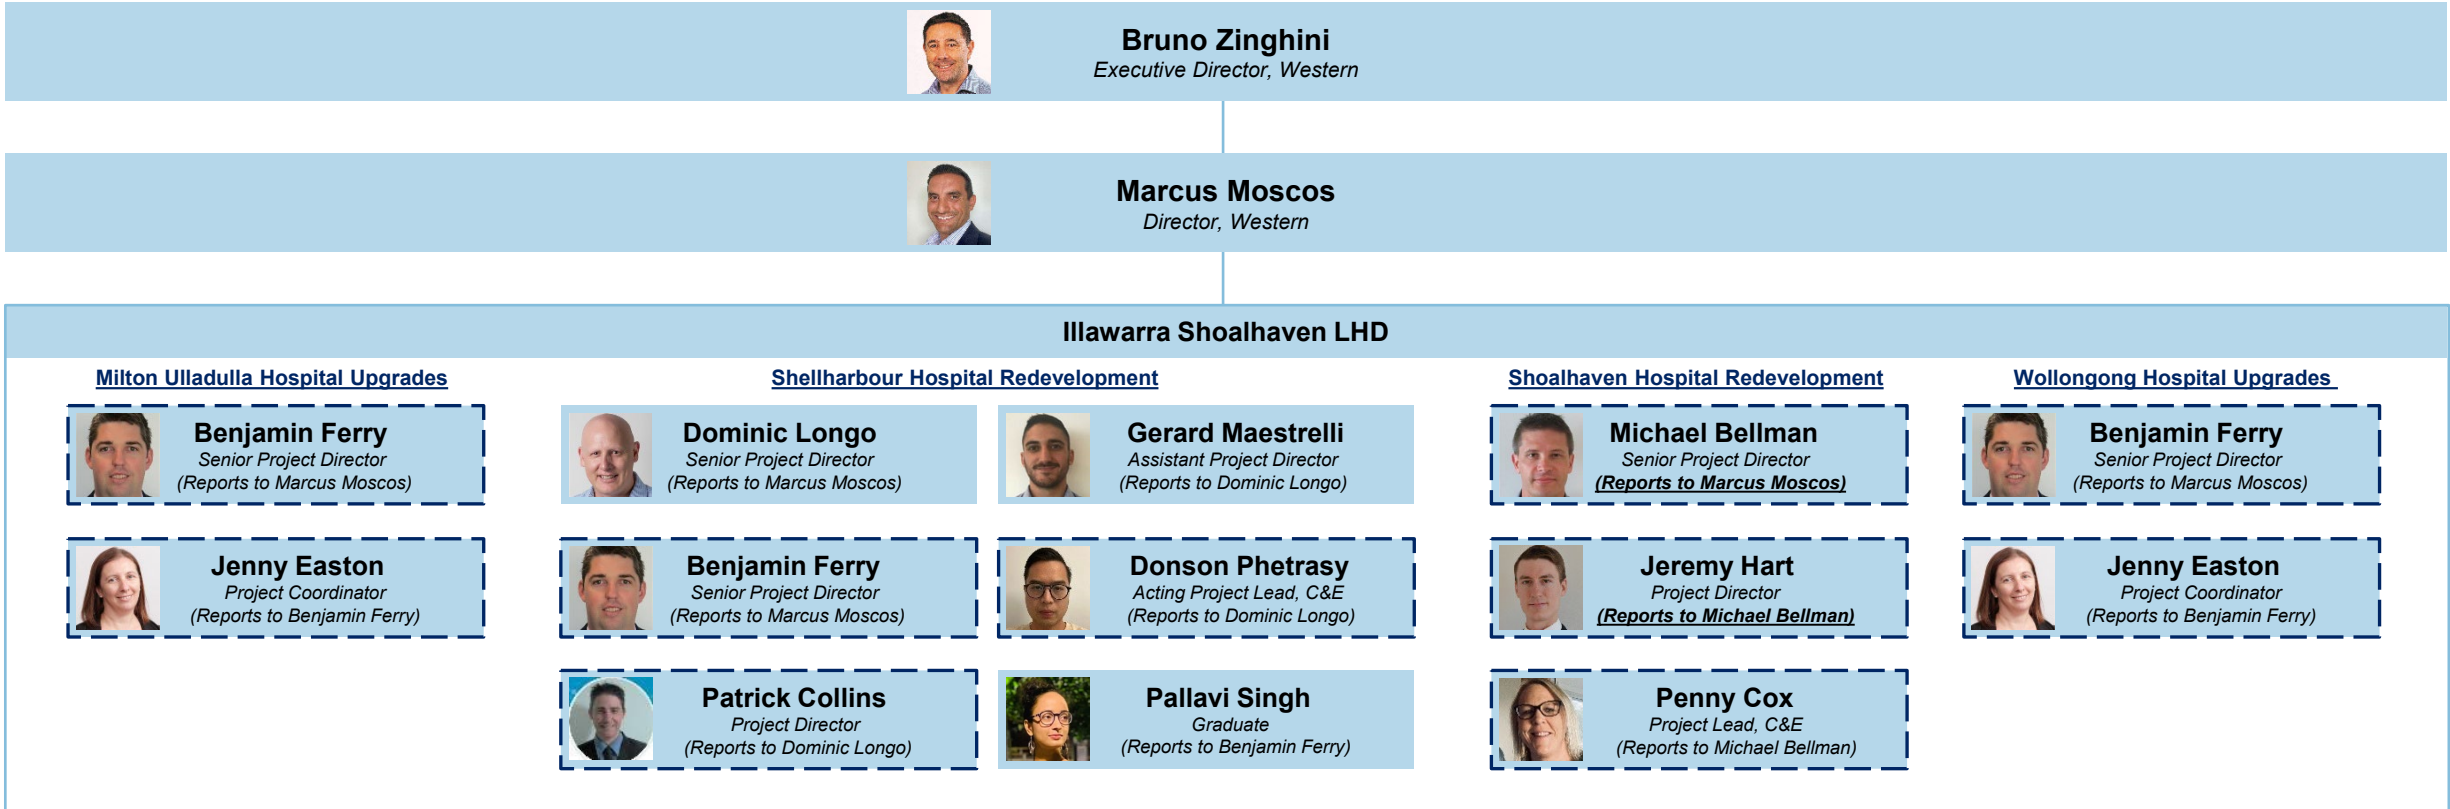 Bruno Zinghini
Executive Director, Western
Marcus Moscos
Director, Western
Illawarra Shoalhaven LHD
Milton Ulladulla Hospital Upgrades
Benjamin Ferry
Senior Project Director
(Reports to Marcus Moscos)
Jenny Easton
Project Coordinator
(Reports to Benjamin Ferry)
Shellharbour Hospital Redevelopment
Dominic Longo
Senior Project Director
(Reports to Marcus Moscos)
Gerard Maestrelli
Assistant Project Director
(Reports to Dominic Longo)
Benjamin Ferry
Senior Project Director
(Reports to Marcus Moscos)
Donson Phetrasy
Acting Project Lead, C&E
(Reports to Dominic Longo)
Patrick Collins
Project Director
(Reports to Dominic Longo)
Pallavi Singh
Graduate
(Reports to Benjamin Ferry)
Shoalhaven Hospital Redevelopment
Michael Bellman
Senior Project Director
(Reports to Marcus Moscos)
Jeremy Hart
Project Director
(Reports to Michael Bellman)
Penny Cox
Project Lead, C&E
(Reports to Michael Bellman)
Wollongong Hospital Upgrades
Benjamin Ferry
Senior Project Director
(Reports to Marcus Moscos)
Jenny Easton
Project Coordinator
(Reports to Benjamin Ferry)